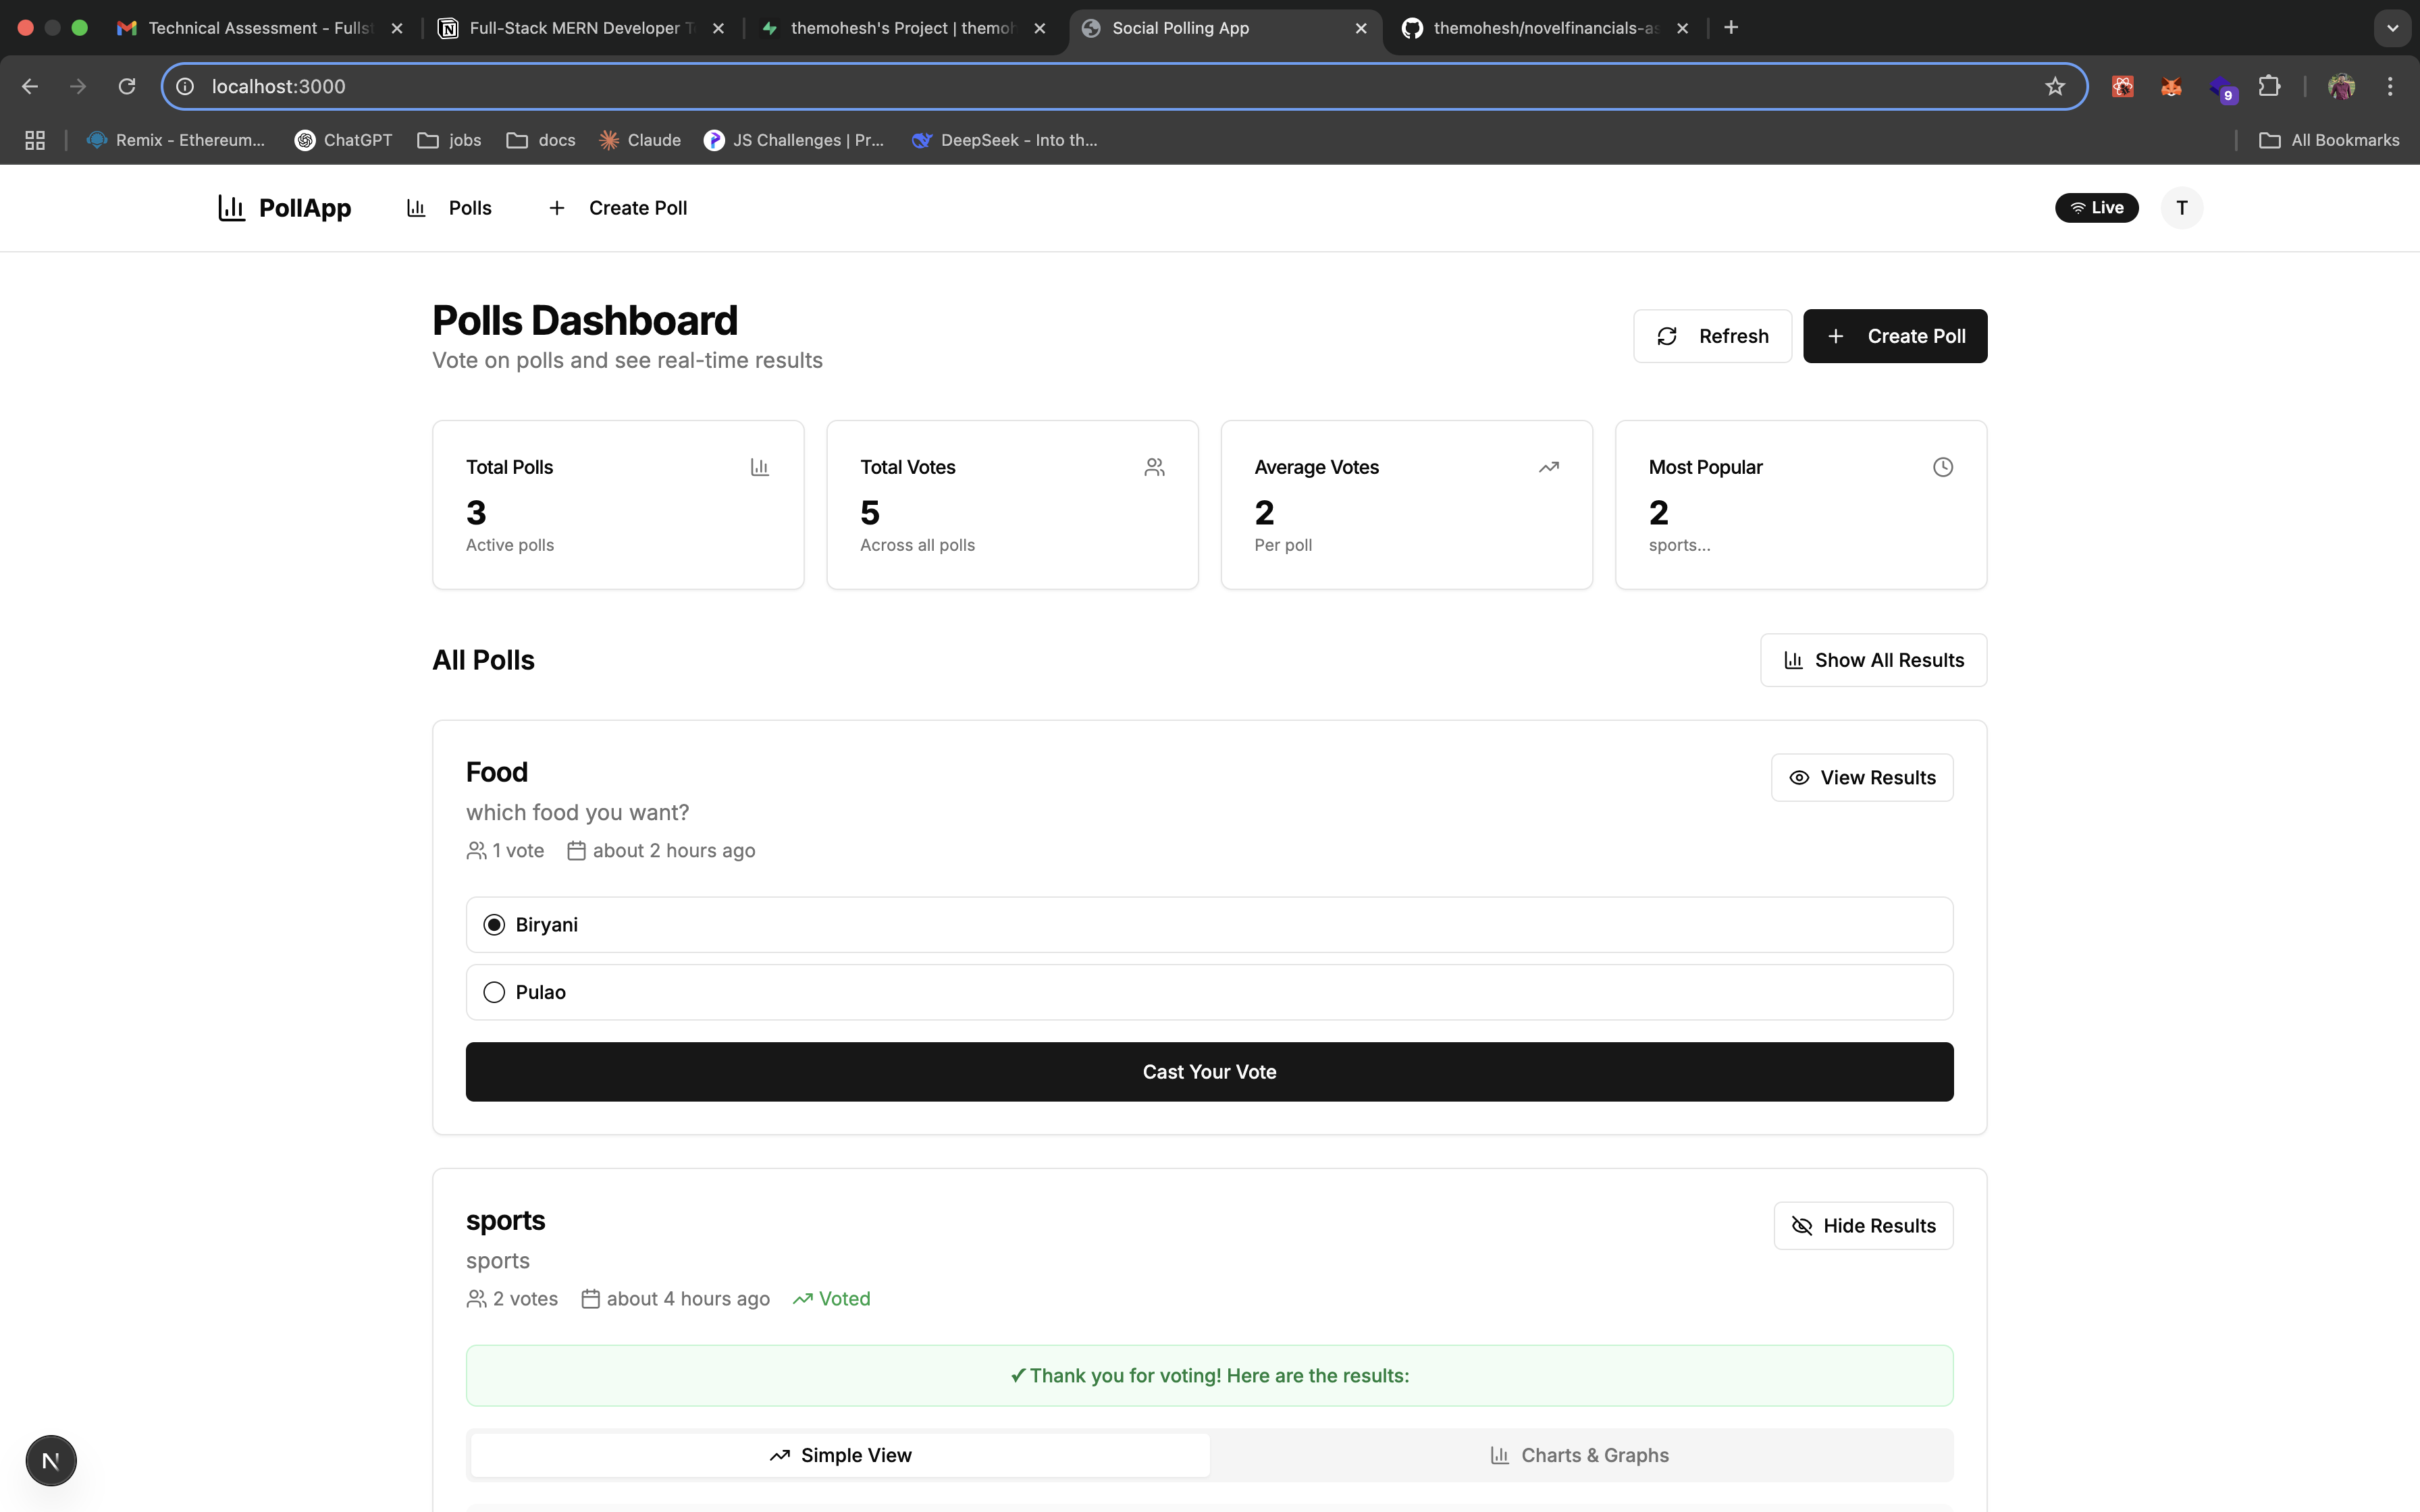 Technical Assessment - Fullst
Full-Stack MERN Developer T
themohesh's Project | themoh
Social Polling App
themohesh/novelfinancials-as
localhost:3000
9
Remix - Ethereum...
ChatGPT
jobs
docs
Claude
JS Challenges | Pr...
DeepSeek - Into th...
All Bookmarks
PollApp
Polls
Create Poll
Live
T
Polls Dashboard
Vote on polls and see real-time results
Refresh
Create Poll
Total Polls
3
Active polls
Total Votes
5
Across all polls
Average Votes
2
Per poll
Most Popular
2
sports...
All Polls
Show All Results
Food
View Results
which food you want?
1 vote
about 2 hours ago
Biryani
Pulao
Cast Your Vote
sports
Hide Results
sports
2 votes
about 4 hours ago
Voted
✓ Thank you for voting! Here are the results:
Simple View
Charts & Graphs
N